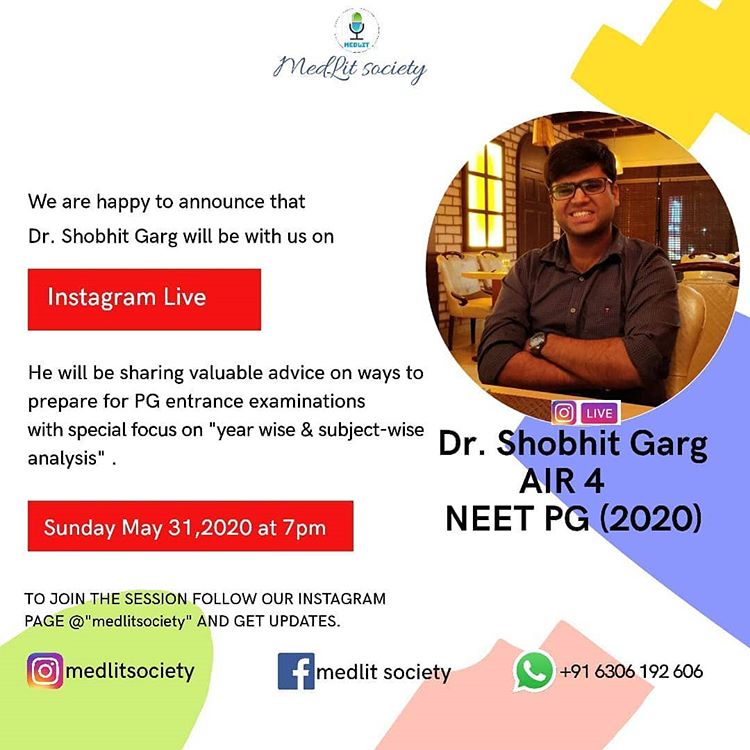 MEDLIT
MedLit society
We are happy to announce that
Dr. Shobhit Garg will be with us on
Instagram Live
He will be sharing valuable advice on ways to
prepare for PG entrance examinations
with special focus on "year wise & subject-wise
analysis" .
LIVE
Dr. Shobhit Garg
AIR 4
NEET PG (2020)
Sunday May 31,2020 at 7pm
TO JOIN THE SESSION FOLLOW OUR INSTAGRAM
PAGE @"medlitsociety" AND GET UPDATES.
medlitsociety
medlit society
+91 6306 192 606